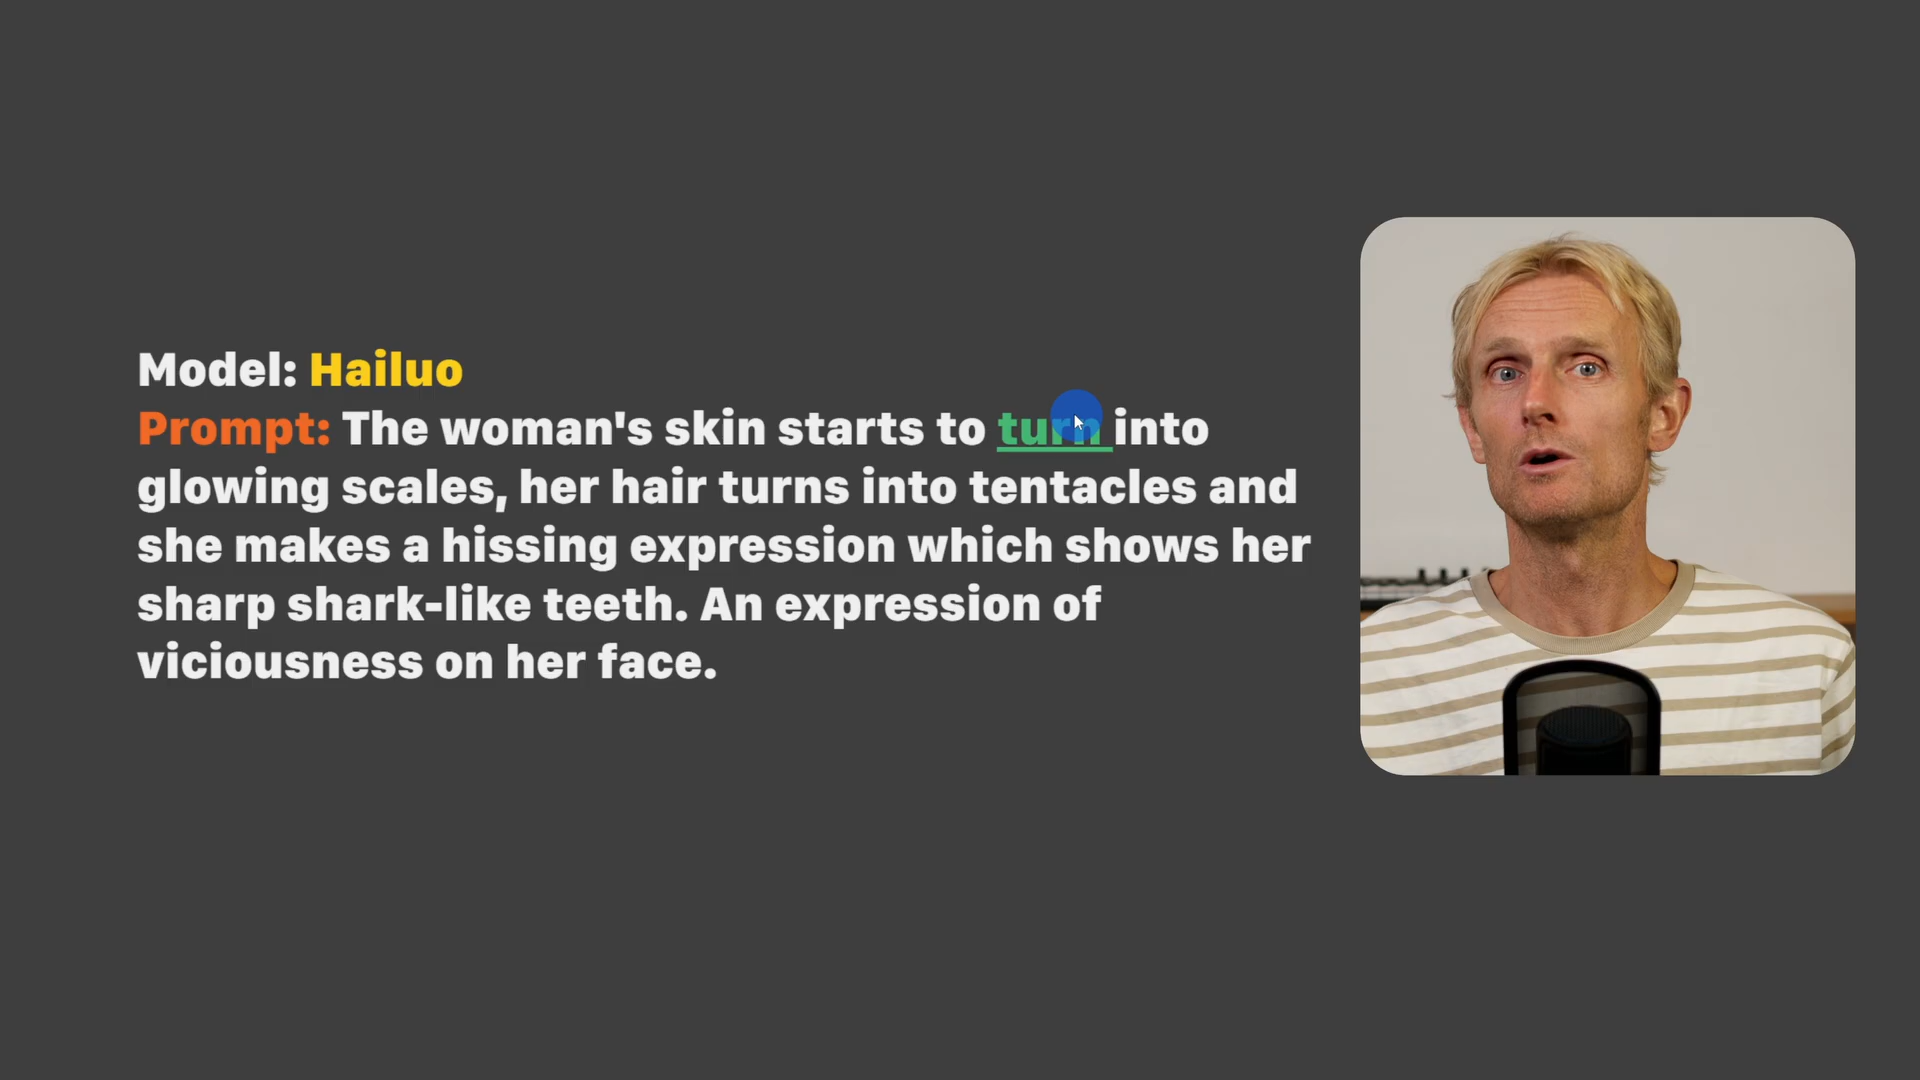 Model: Hailuo
Prompt: The woman's skin starts to turn into
glowing scales, her hair turns into tentacles and
she makes a hissing expression which shows her
sharp shark-like teeth. An expression of
viciousness on her face.